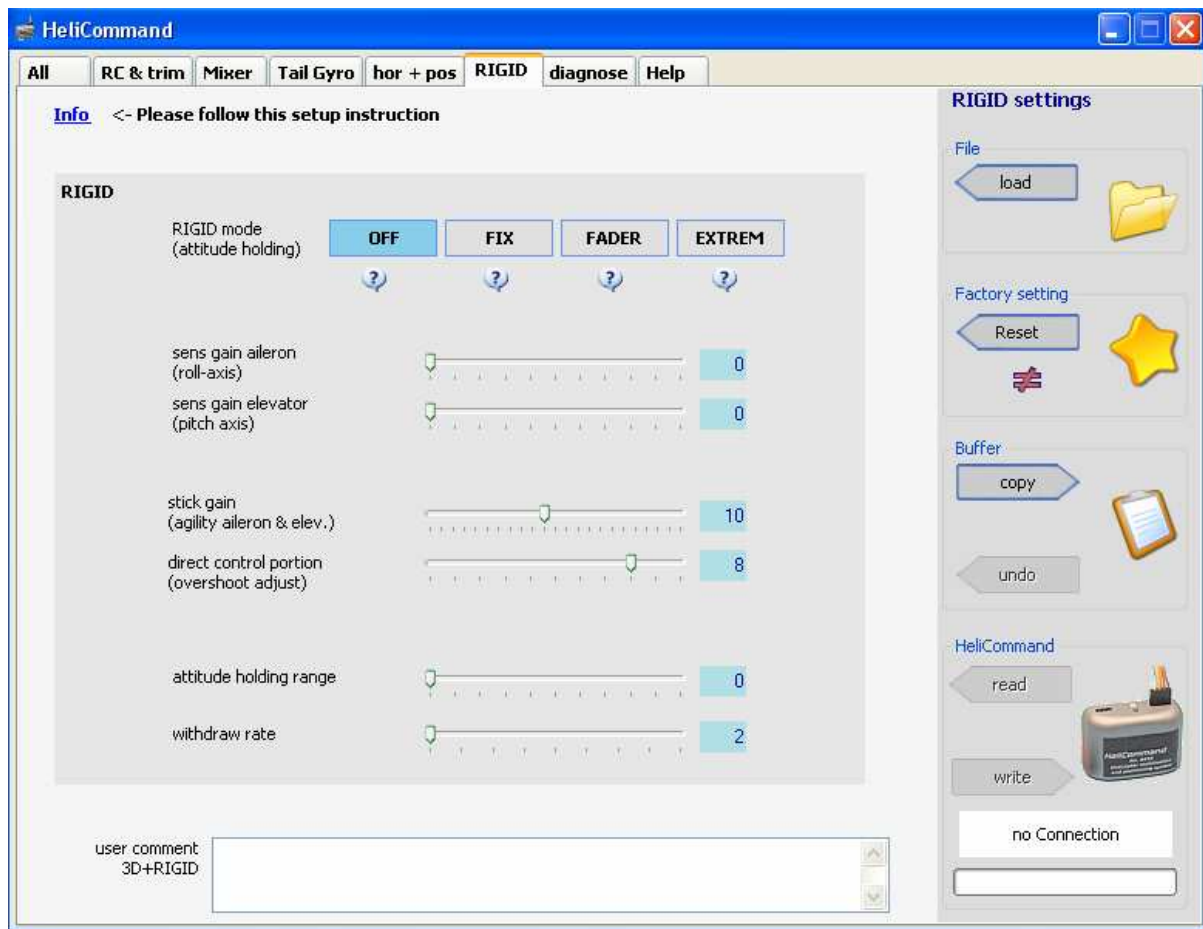 HeliCommand
All RC & trim Mixer Tail Gyro hor + pos RIGID diagnose Help
Info <- Please follow this setup instruction
RIGID
RIGID mode
(attitude holding)
OFF FIX FADER EXTREM
? ? ? ?
sens gain aileron
(roll-axis)
0
sens gain elevator
(pitch axis)
0
stick gain
(agility aileron & elev.)
10
direct control portion
(overshoot adjust)
8
attitude holding range
0
withdraw rate
2
user comment
3D+RIGID
RIGID settings
File
load
Factory setting
Reset
Buffer
copy
undo
HeliCommand
read
HeliCommand
write
no Connection